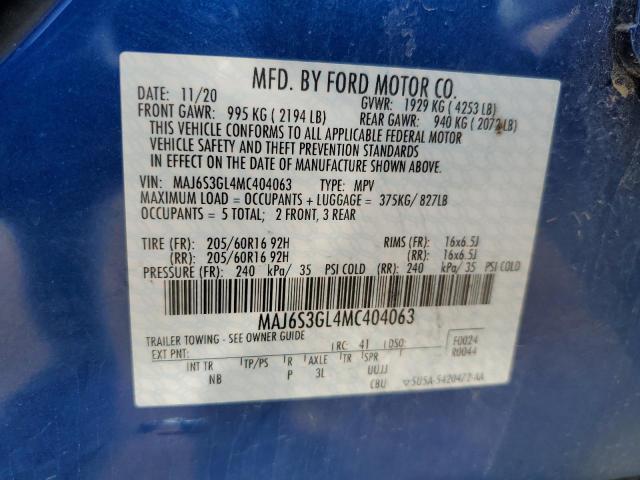 MFD. BY FORD MOTOR CO.
DATE: 11/20 GVWR: 1929 KG ( 4253 LB)
FRONT GAWR: 995 KG ( 2194 LB) REAR GAWR: 940 KG ( 2072 LB)
THIS VEHICLE CONFORMS TO ALL APPLICABLE FEDERAL MOTOR
VEHICLE SAFETY AND THEFT PREVENTION STANDARDS
IN EFFECT ON THE DATE OF MANUFACTURE SHOWN ABOVE.
VIN: MAJ6S3GL4MC404063 TYPE: MPV
MAXIMUM LOAD = OCCUPANTS + LUGGAGE = 375KG/ 827LB
OCCUPANTS = 5 TOTAL; 2 FRONT, 3 REAR
TIRE (FR): 205/60R16 92H RIMS (FR): 16x6.5J
(RR): 205/60R16 92H (RR): 16x6.5J
PRESSURE (FR): 240 kPa/ 35 PSI COLD (RR): 240 kPa/ 35 PSI COLD
MAJ6S3GL4MC404063
TRAILER TOWING - SEE OWNER GUIDE
EXT PNT: RC: 41 DSO: F0024
R0044
INT TR TP/PS R AXLE TR SPR
NB P 3L UUJJ
CBU 5U5A-5420472-AA